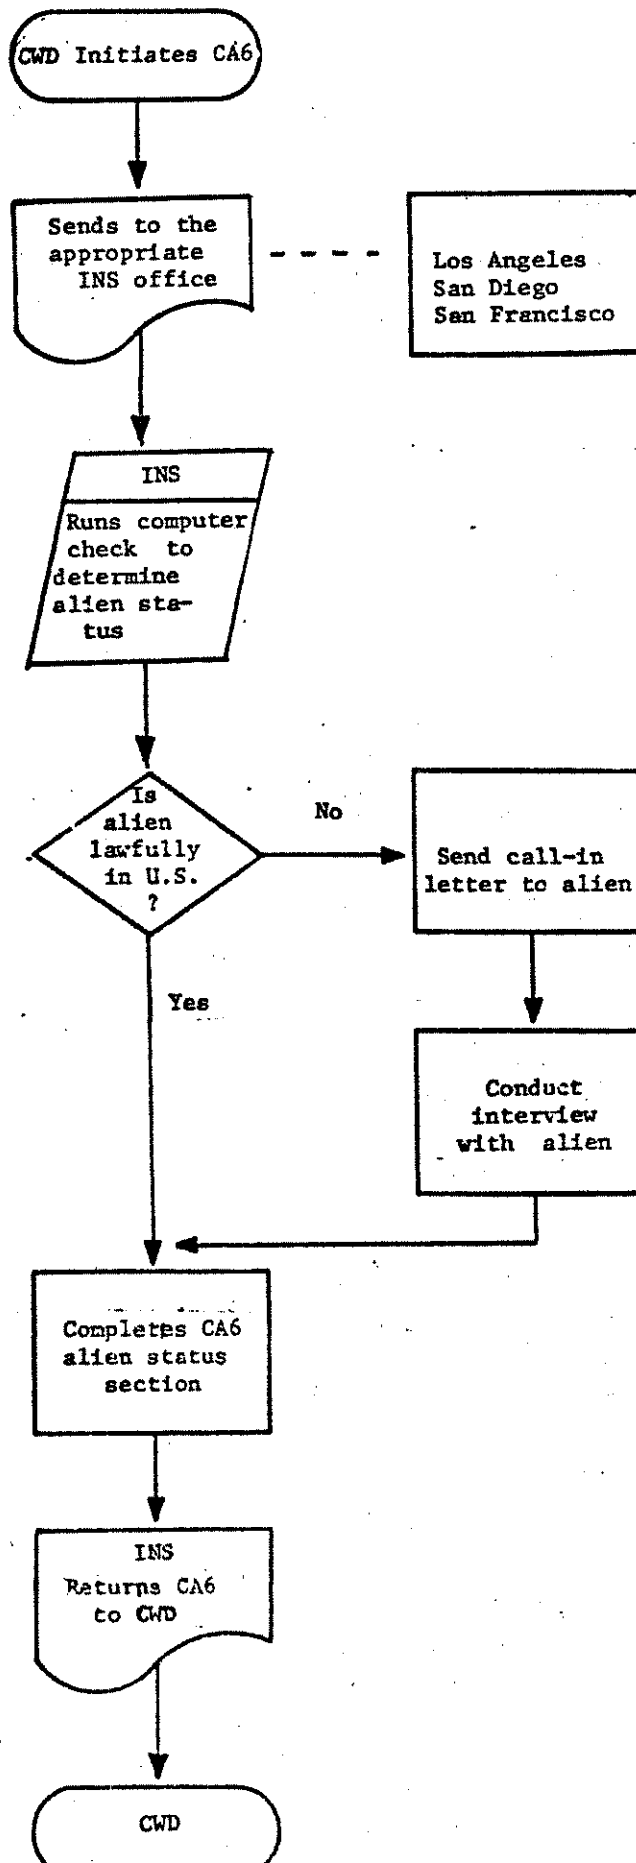 CWD Initiates CA6
Sends to the
appropriate
INS office
Los Angeles
San Diego
San Francisco
INS
Runs computer
check to
determine
alien sta-
tus
Is
alien
lawfully
in U.S.
?
No
Send call-in
letter to alien
Yes
Conduct
interview
with alien
Completes CA6
alien status
section
INS
Returns CA6
to CWD
CWD